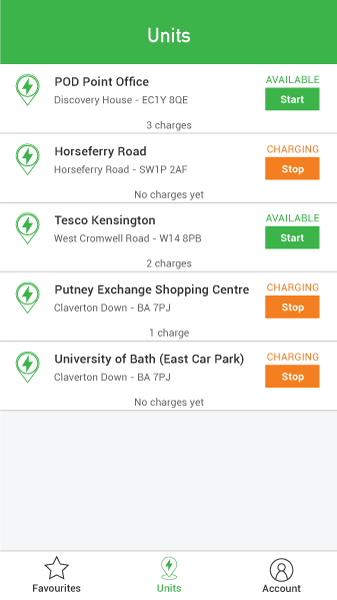 Units
POD Point Office
AVAILABLE
Discovery House - EC1Y 8QE
Start
3 charges
Horseferry Road
CHARGING
Horseferry Road - SW1P 2AF
Stop
No charges yet
Tesco Kensington
AVAILABLE
West Cromwell Road - W14 8PB
Start
2 charges
Putney Exchange Shopping Centre
CHARGING
Claverton Down - BA 7PJ
Stop
1 charge
University of Bath (East Car Park)
CHARGING
Claverton Down - BA 7PJ
Stop
No charges yet
Favourites
Units
Account